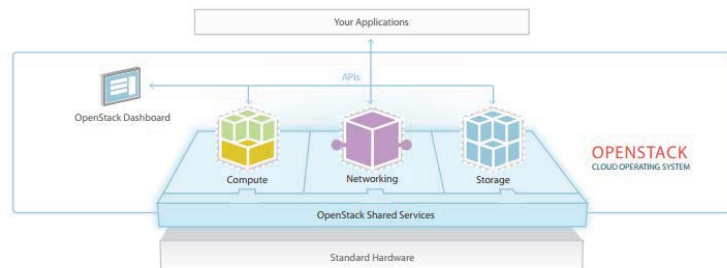 Your Applications
APIs
OpenStack Dashboard
Compute
Networking
Storage
OPENSTACK
CLOUD OPERATING SYSTEM
OpenStack Shared Services
Standard Hardware